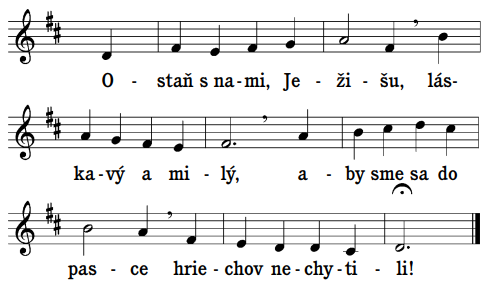 O - staň s na - mi, Je - ži - šu, lás-
ka - vý a mi - lý, a - by sme sa do
pas - ce hrie - chov ne - chy - ti - li!